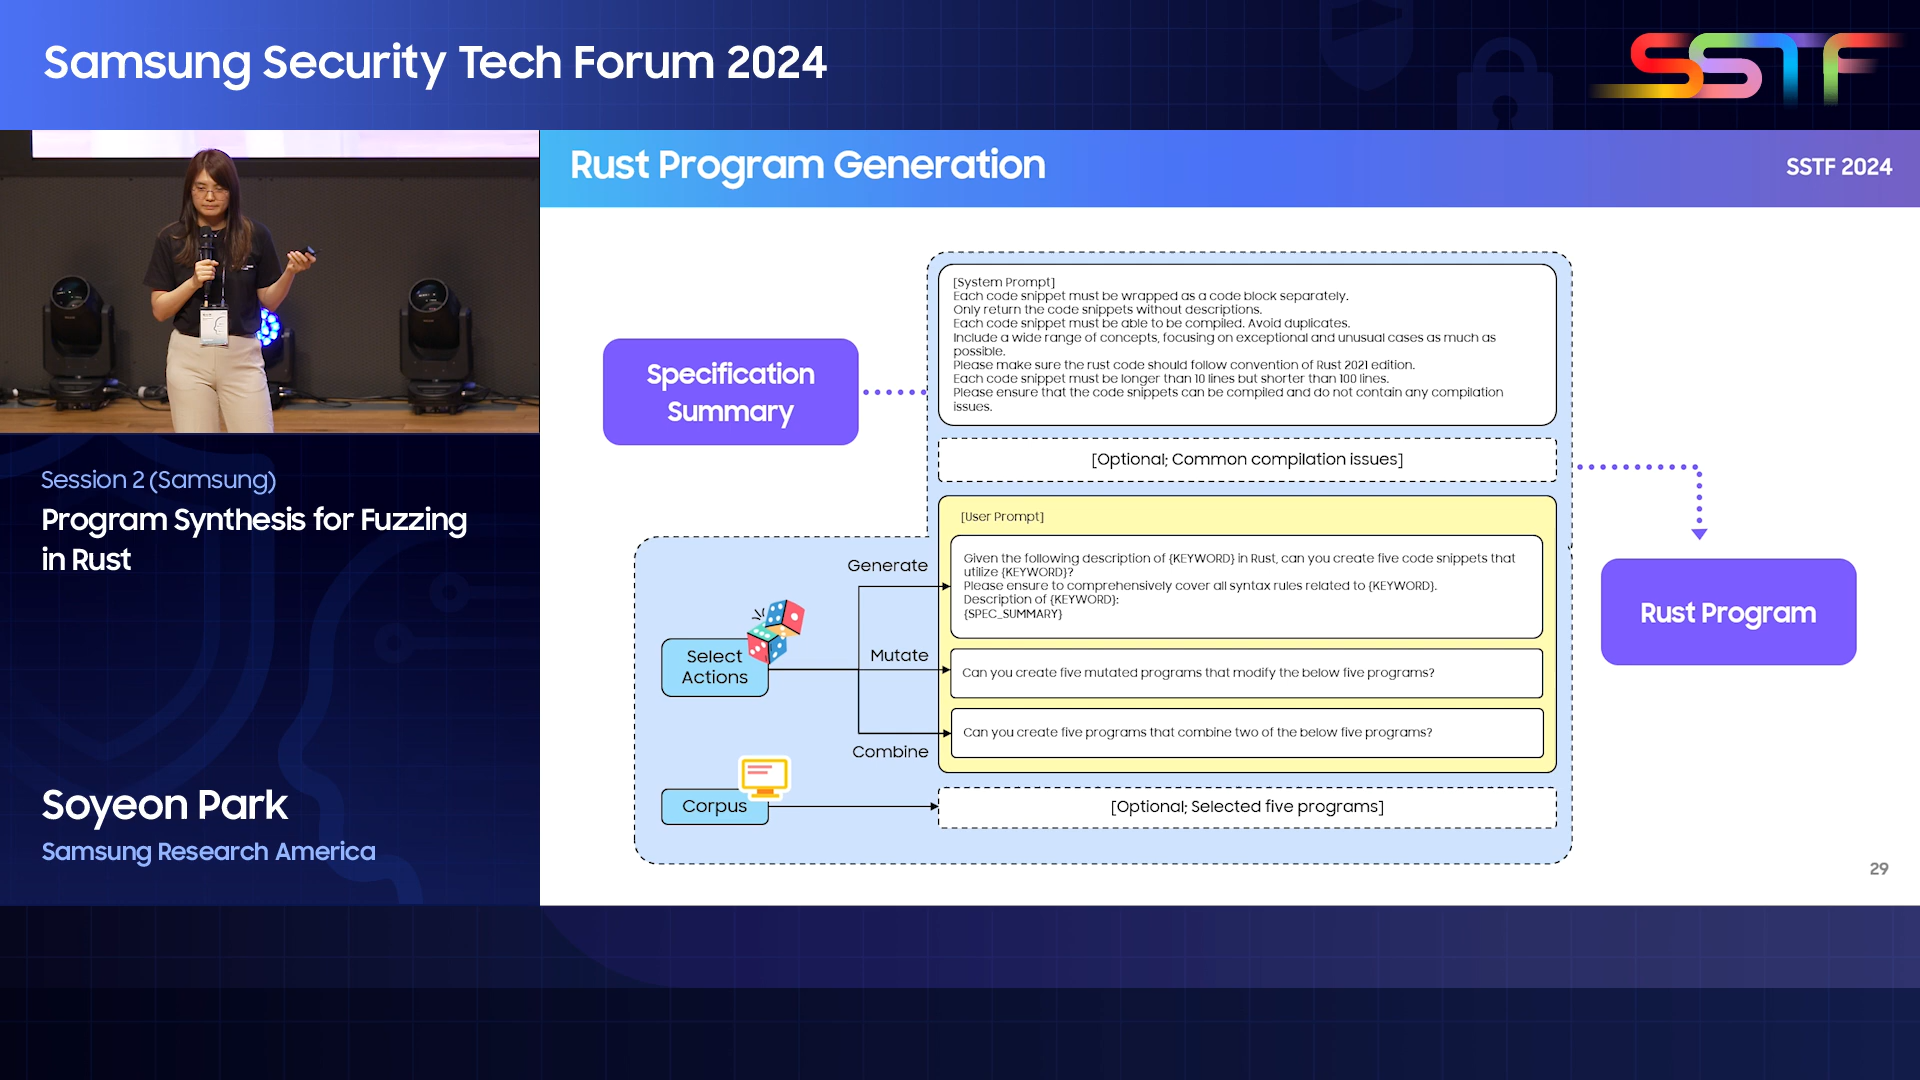 Samsung Security Tech Forum 2024
SSTF
Rust Program Generation
SSTF 2024
Session 2 (Samsung)
Program Synthesis for Fuzzing
in Rust
Soyeon Park
Samsung Research America
Specification
Summary
[System Prompt]
Each code snippet must be wrapped as a code block separately.
Only return the code snippets without descriptions.
Each code snippet must be able to be compiled. Avoid duplicates.
Include a wide range of concepts, focusing on exceptional and unusual cases as much as
possible.
Please make sure the rust code should follow convention of Rust 2021 edition.
Each code snippet must be longer than 10 lines but shorter than 100 lines.
Please ensure that the code snippets can be compiled and do not contain any compilation
issues.
[Optional; Common compilation issues]
[User Prompt]
Generate
Given the following description of {KEYWORD} in Rust, can you create five code snippets that
utilize {KEYWORD}?
Please ensure to comprehensively cover all syntax rules related to {KEYWORD}.
Description of {KEYWORD}:
{SPEC_SUMMARY}
Select
Actions
Mutate
Can you create five mutated programs that modify the below five programs?
Combine
Can you create five programs that combine two of the below five programs?
Corpus
[Optional; Selected five programs]
Rust Program
29